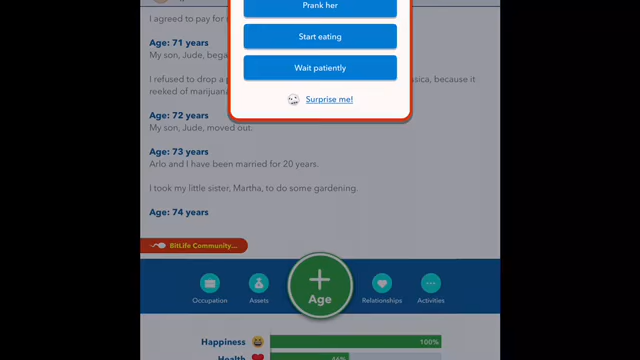 Prank her
I agreed to pay for
Start eating
Age: 71 years
My son, Jude, bega
Wait patiently
I refused to drop a
sica, because it
reeked of marijuan
Surprise me!
Age: 72 years
My son, Jude, moved out.
Age: 73 years
Arlo and I have been married for 20 years.
I took my little sister, Martha, to do some gardening.
Age: 74 years
BitLife Community...
+
Age
Occupation
Assets
Relationships
Activities
Happiness
100%
Health